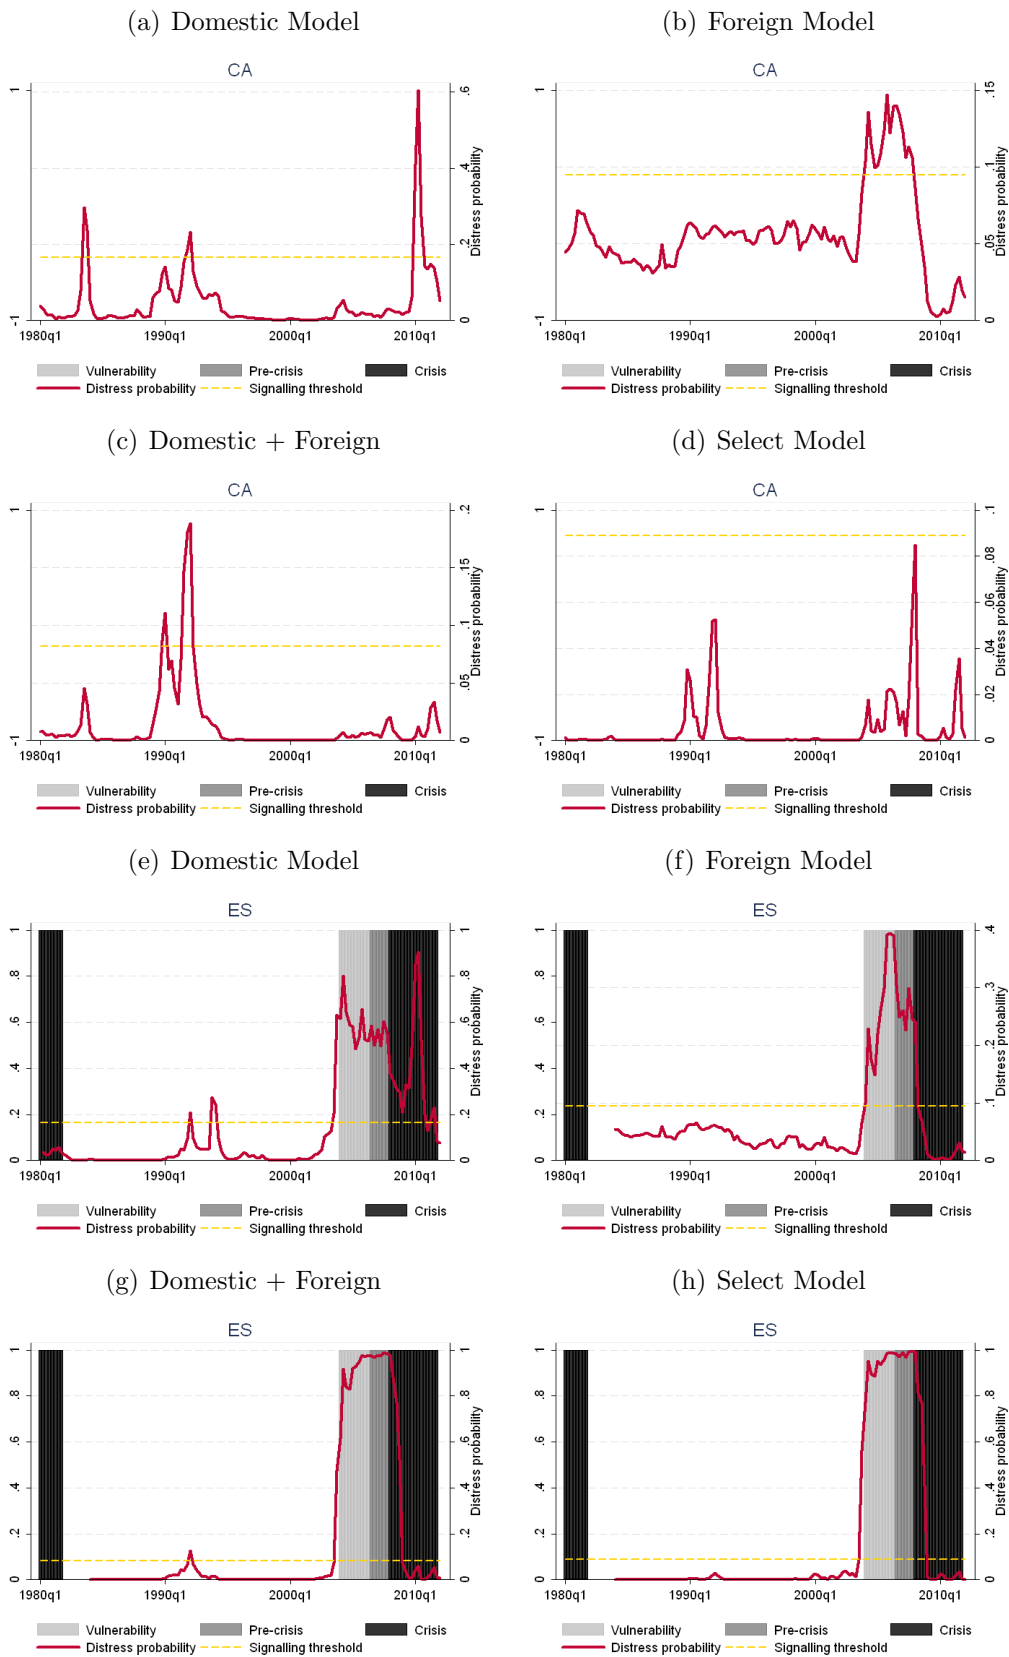 (a) Domestic Model
(b) Foreign Model
CA
CA
1
-1
.6
.4
.2
0
Distress probability
1980q1 1990q1 2000q1 2010q1
1
-1
.15
.1
.05
0
Distress probability
1980q1 1990q1 2000q1 2010q1
Vulnerability Pre-crisis Crisis
Distress probability Signalling threshold
Vulnerability Pre-crisis Crisis
Distress probability Signalling threshold
(c) Domestic + Foreign
(d) Select Model
CA
CA
1
-1
.2
.15
.1
.05
0
Distress probability
1980q1 1990q1 2000q1 2010q1
1
-1
.1
.08
.06
.04
.02
0
Distress probability
1980q1 1990q1 2000q1 2010q1
Vulnerability Pre-crisis Crisis
Distress probability Signalling threshold
Vulnerability Pre-crisis Crisis
Distress probability Signalling threshold
(e) Domestic Model
(f) Foreign Model
ES
ES
1
.8
.6
.4
.2
0
1
.8
.6
.4
.2
0
Distress probability
1980q1 1990q1 2000q1 2010q1
1
.8
.6
.4
.2
0
.4
.3
.2
.1
0
Distress probability
1980q1 1990q1 2000q1 2010q1
Vulnerability Pre-crisis Crisis
Distress probability Signalling threshold
Vulnerability Pre-crisis Crisis
Distress probability Signalling threshold
(g) Domestic + Foreign
(h) Select Model
ES
ES
1
.8
.6
.4
.2
0
1
.8
.6
.4
.2
0
Distress probability
1980q1 1990q1 2000q1 2010q1
1
.8
.6
.4
.2
0
1
.8
.6
.4
.2
0
Distress probability
1980q1 1990q1 2000q1 2010q1
Vulnerability Pre-crisis Crisis
Distress probability Signalling threshold
Vulnerability Pre-crisis Crisis
Distress probability Signalling threshold